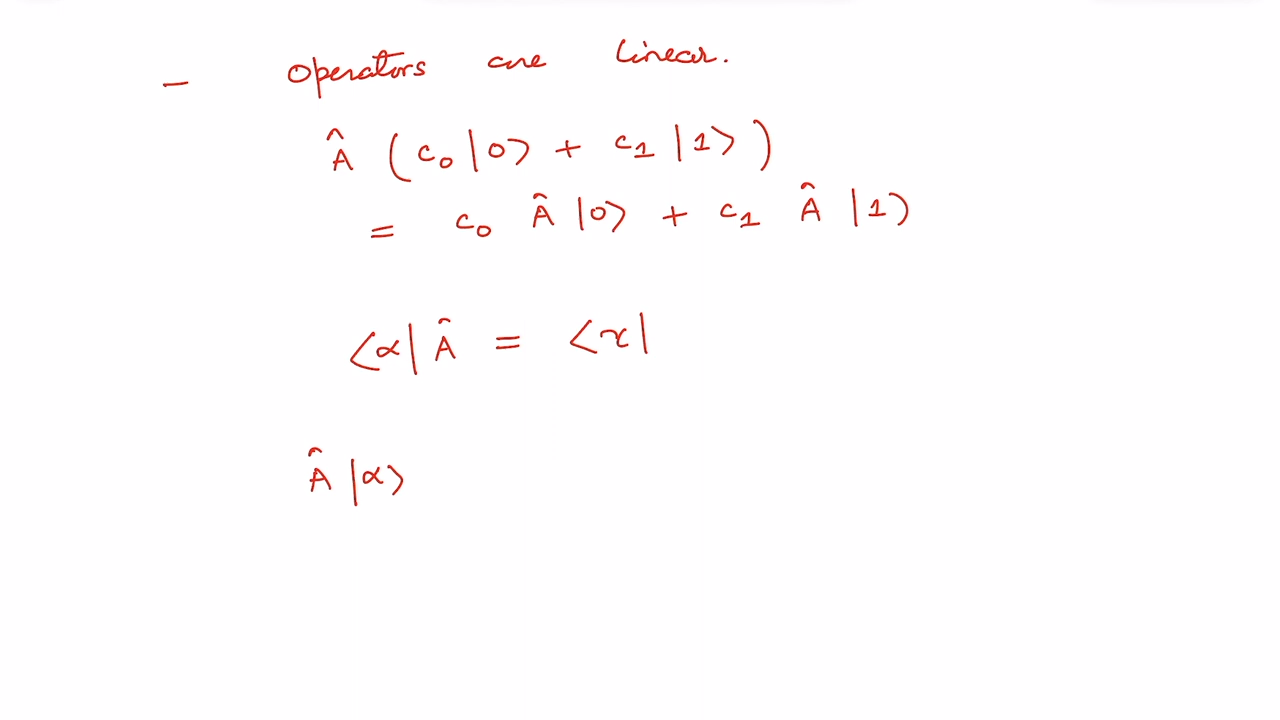 – Operators are linear.
Â ( c₀ |0⟩ + c₁ |1⟩ )
= c₀ Â |0⟩ + c₁ Â |1⟩
⟨α| Â = ⟨x|
Â |α⟩